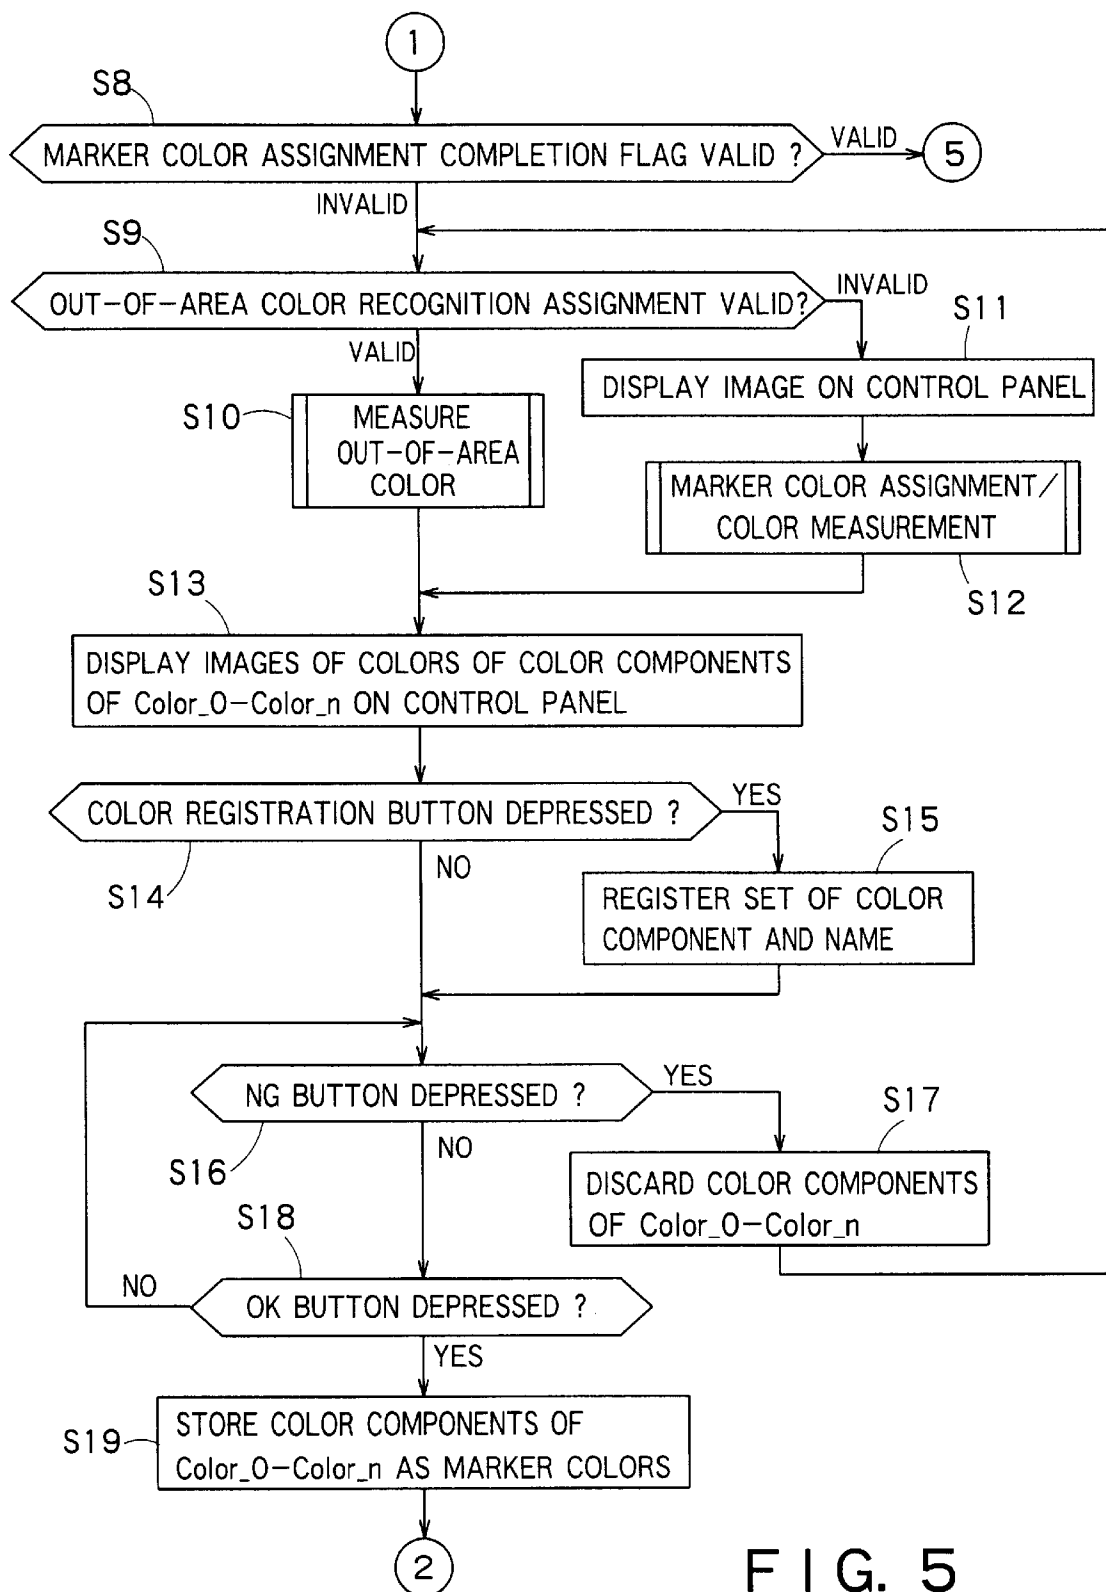 1
S8
MARKER COLOR ASSIGNMENT COMPLETION FLAG VALID ?
VALID
5
INVALID
S9
OUT-OF-AREA COLOR RECOGNITION ASSIGNMENT VALID?
INVALID
VALID
S11
DISPLAY IMAGE ON CONTROL PANEL
S10
MEASURE
OUT-OF-AREA
COLOR
MARKER COLOR ASSIGNMENT/
COLOR MEASUREMENT
S12
S13
DISPLAY IMAGES OF COLORS OF COLOR COMPONENTS
OF Color_0-Color_n ON CONTROL PANEL
COLOR REGISTRATION BUTTON DEPRESSED ?
YES
S14
NO
S15
REGISTER SET OF COLOR
COMPONENT AND NAME
NG BUTTON DEPRESSED ?
YES
S16
NO
S17
DISCARD COLOR COMPONENTS
OF Color_0-Color_n
S18
NO
OK BUTTON DEPRESSED ?
YES
S19
STORE COLOR COMPONENTS OF
Color_0-Color_n AS MARKER COLORS
2
FIG. 5